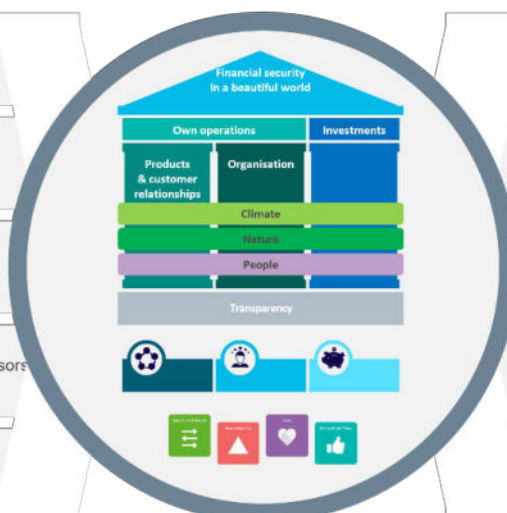 Financial security
in a beautiful world
Own operations
Investments
Products
& customer
relationships
Organisation
Climate
Nature
People
Transparency
sors